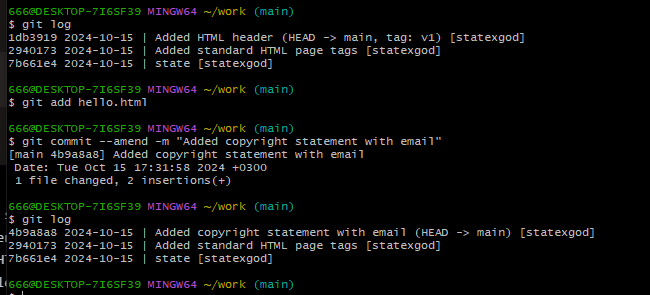 666@DESKTOP-7I6SF39 MINGW64 ~/work (main)
$ git log
1db3919 2024-10-15 | Added HTML header (HEAD -> main, tag: v1) [statexgod]
2940173 2024-10-15 | Added standard HTML page tags [statexgod]
7b661e4 2024-10-15 | state [statexgod]
666@DESKTOP-7I6SF39 MINGW64 ~/work (main)
$ git add hello.html
666@DESKTOP-7I6SF39 MINGW64 ~/work (main)
$ git commit --amend -m "Added copyright statement with email"
[main 4b9a8a8] Added copyright statement with email
Date: Tue Oct 15 17:31:58 2024 +0300
1 file changed, 2 insertions(+)
666@DESKTOP-7I6SF39 MINGW64 ~/work (main)
$ git log
4b9a8a8 2024-10-15 | Added copyright statement with email (HEAD -> main) [statexgod]
2940173 2024-10-15 | Added standard HTML page tags [statexgod]
7b661e4 2024-10-15 | state [statexgod]
666@DESKTOP-7I6SF39 MINGW64 ~/work (main)